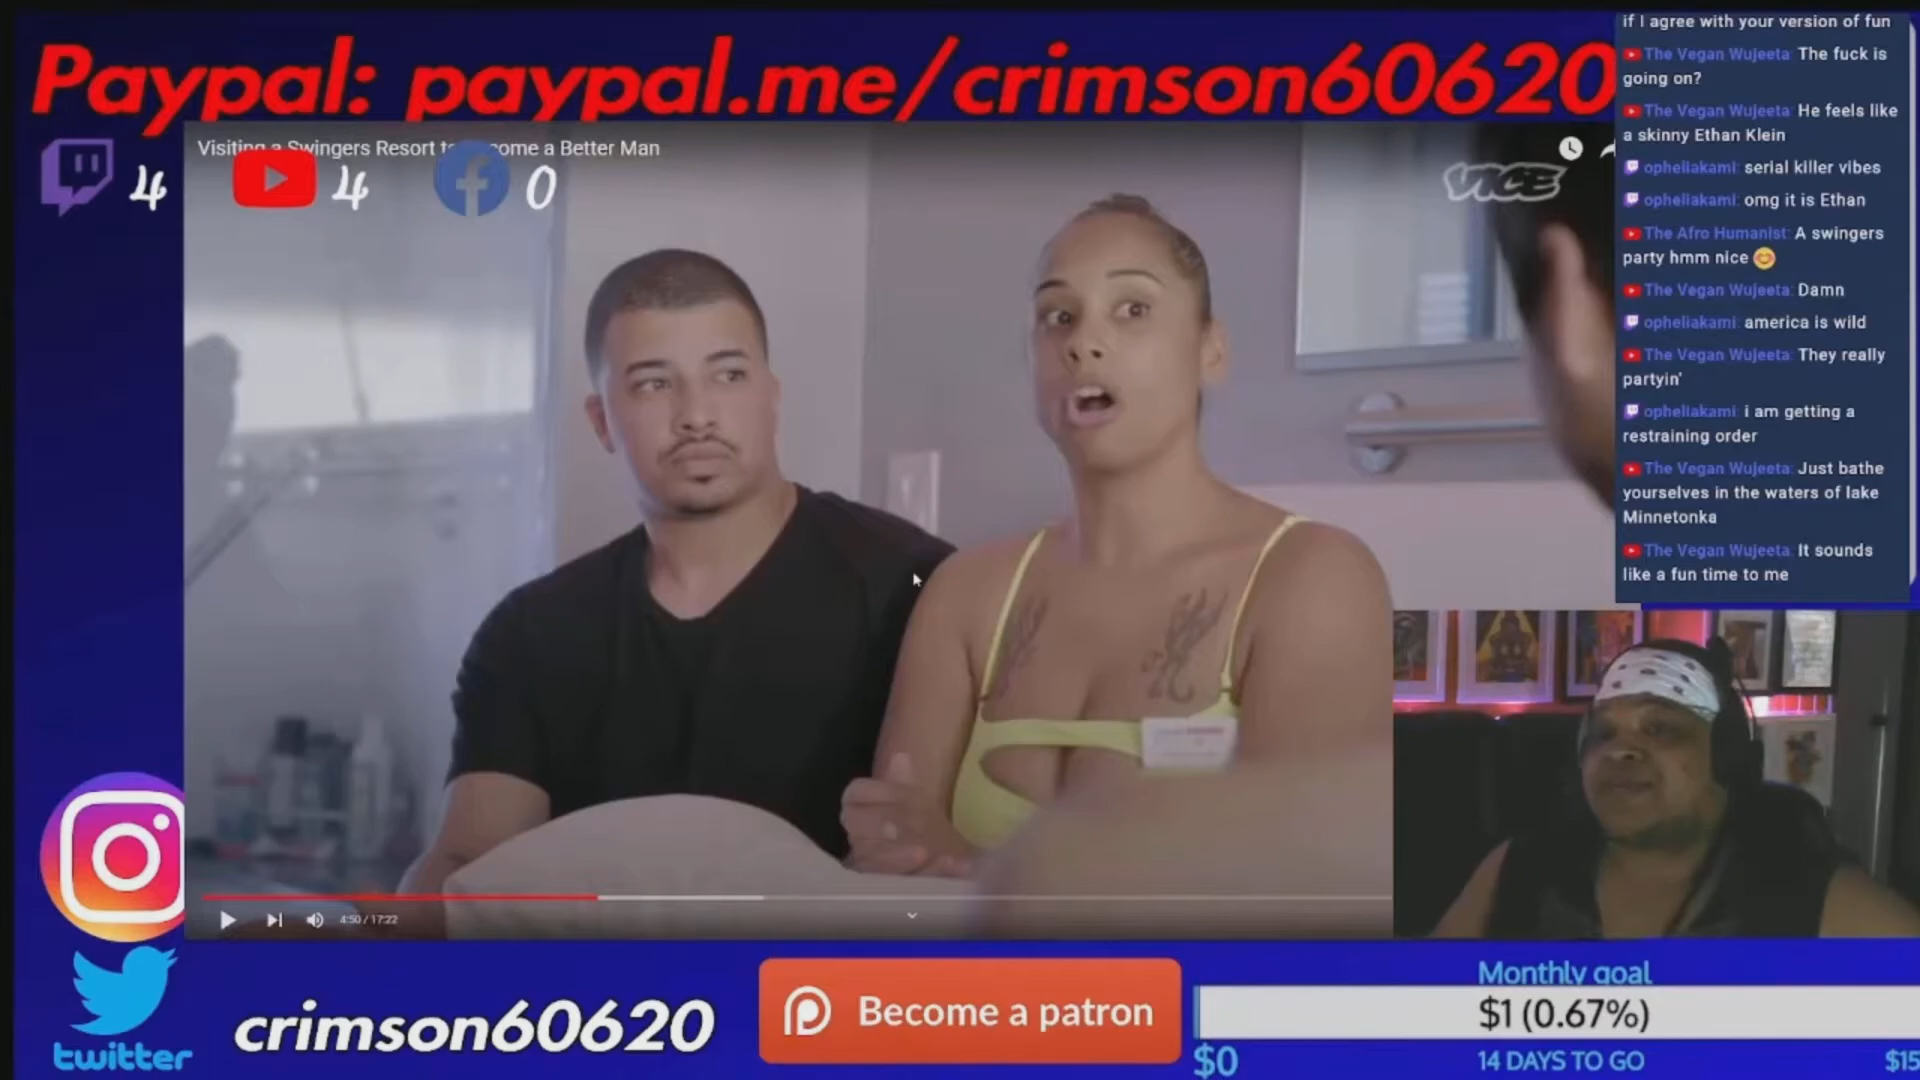 Paypal: paypal.me/crimson60620
4
4
0
Visiting a Swingers Resort to Become a Better Man
VICE
if I agree with your version of fun
The Vegan Wujeeta: The fuck is
going on?
The Vegan Wujeeta: He feels like
a skinny Ethan Klein
opheliakami: serial killer vibes
opheliakami: omg it is Ethan
The Afro Humanist: A swingers
party hmm nice
The Vegan Wujeeta: Damn
opheliakami: america is wild
The Vegan Wujeeta: They really
partyin'
opheliakami: i am getting a
restraining order
The Vegan Wujeeta: Just bathe
yourselves in the waters of lake
Minnetonka
The Vegan Wujeeta: It sounds
like a fun time to me
4:50 / 17:22
twitter
crimson60620
Become a patron
Monthly goal
$1 (0.67%)
$0
14 DAYS TO GO
$15